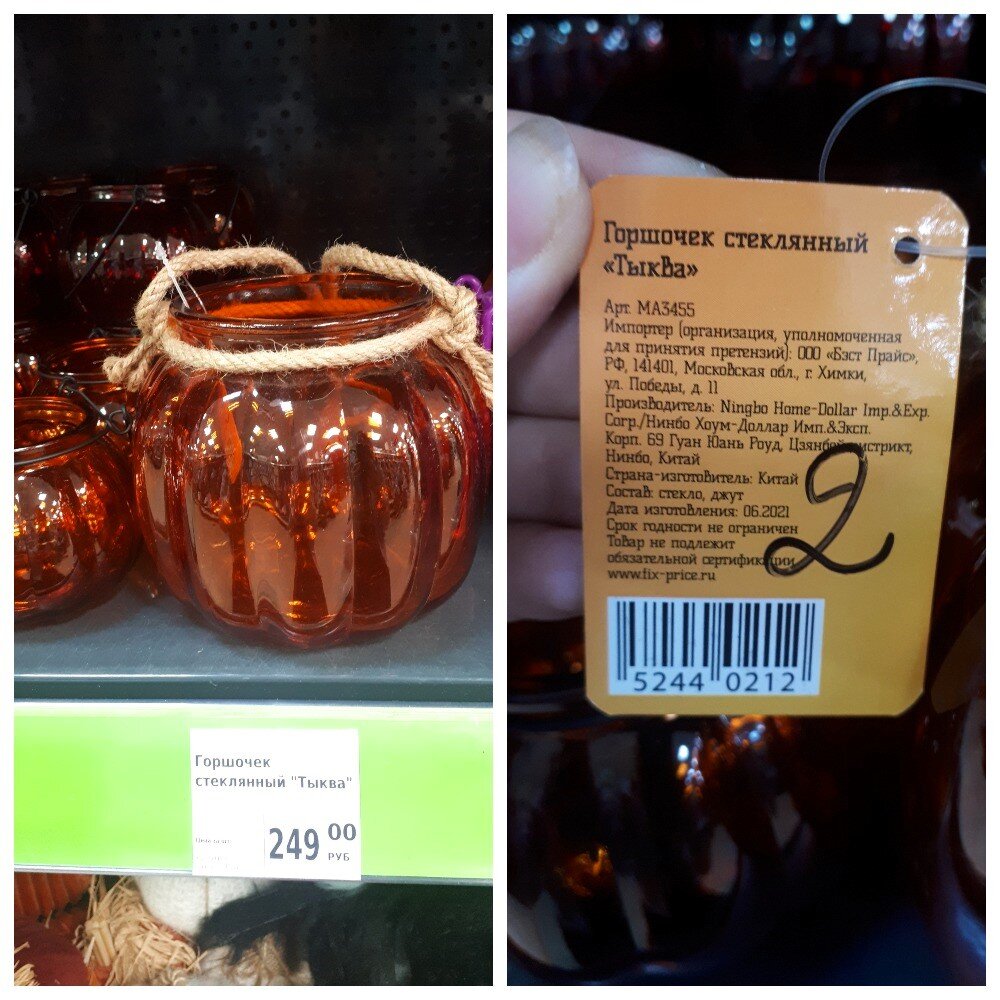 Горшочек
стеклянный "Тыква"
249 00
РУБ
Горшочек стеклянный
«Тыква»
Арт. МА3455
Импортер (организация, уполномоченная
для принятия претензий): ООО «Бэст Прайс»,
РФ, 141401, Московская обл., г. Химки,
ул. Победы, д. 11
Производитель: Ningbo Home-Dollar Imp.&Exp.
Corp./Нинбо Хоум-Доллар Имп.&Эксп.
Корп. 69 Гуан Юань Роуд, Цзянбей
Нинбо, Китай
Страна-изготовитель: Китай
Состав: стекло, джут
Дата изготовления: 06.2021
Срок годности не ограничен
Товар не подлежит
обязательной сертификации
www.fix-price.ru
2
5244 0212